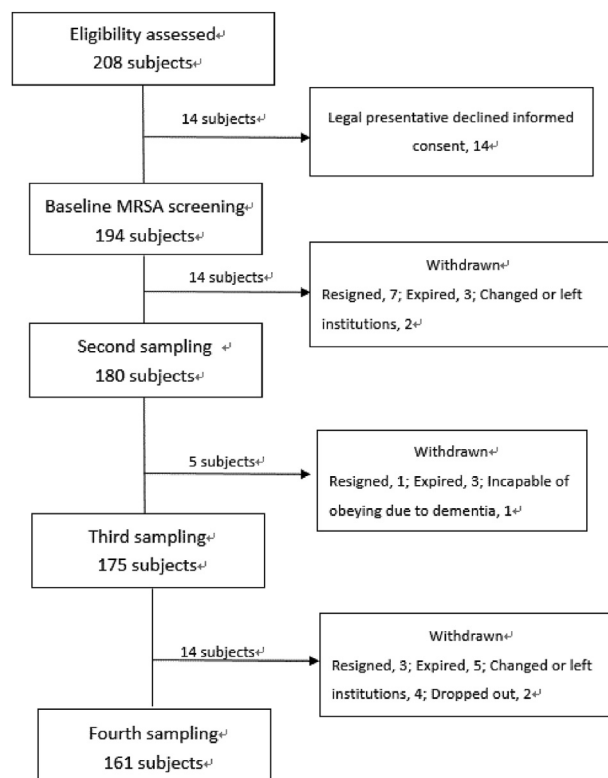 Eligibility assessed↵
208 subjects↵
14 subjects↵
Legal presentative declined informed
consent, 14↵
Baseline MRSA screening↵
194 subjects↵
14 subjects↵
Withdrawn↵
Resigned, 7; Expired, 3; Changed or left
institutions, 2↵
Second sampling ↵
180 subjects↵
5 subjects↵
Withdrawn↵
Resigned, 1; Expired, 3; Incapable of
obeying due to dementia, 1↵
Third sampling↵
175 subjects↵
14 subjects↵
Withdrawn↵
Resigned, 3; Expired, 5; Changed or left
institutions, 4; Dropped out, 2↵
Fourth sampling↵
161 subjects↵